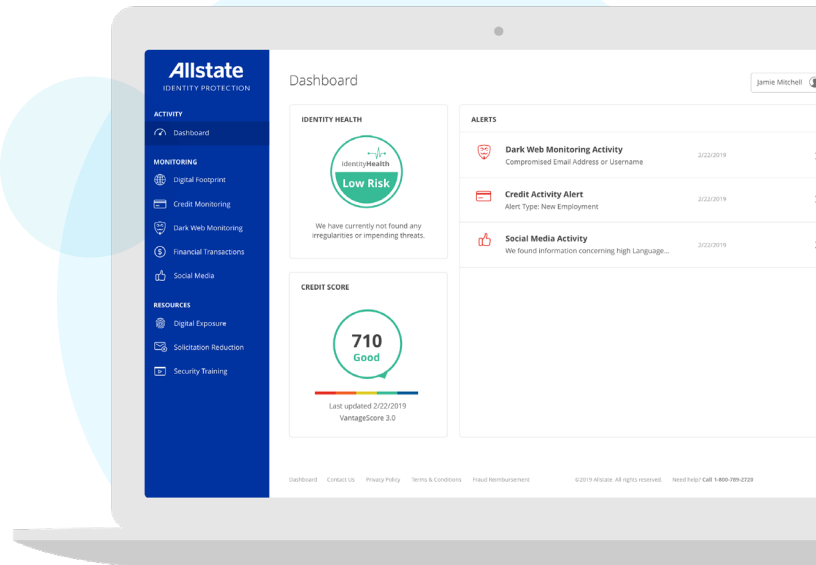 Allstate
IDENTITY PROTECTION
ACTIVITY
Dashboard
MONITORING
Digital Footprint
Credit Monitoring
Dark Web Monitoring
Financial Transactions
Social Media
RESOURCES
Digital Exposure
Solicitation Reduction
Security Training
Dashboard
Jamie Mitchell
IDENTITY HEALTH
IdentityHealth
Low Risk
We have currently not found any
irregularities or impending threats.
CREDIT SCORE
710
Good
Last updated 2/22/2019
VantageScore 3.0
ALERTS
Dark Web Monitoring Activity
Compromised Email Address or Username
2/22/2019
Credit Activity Alert
Alert Type: New Employment
2/22/2019
Social Media Activity
We found information concerning high Language...
2/22/2019
Dashboard Contact Us Privacy Policy Terms & Conditions Fraud Reimbursement ©2019 Allstate. All rights reserved. Need help? Call 1-800-789-2720